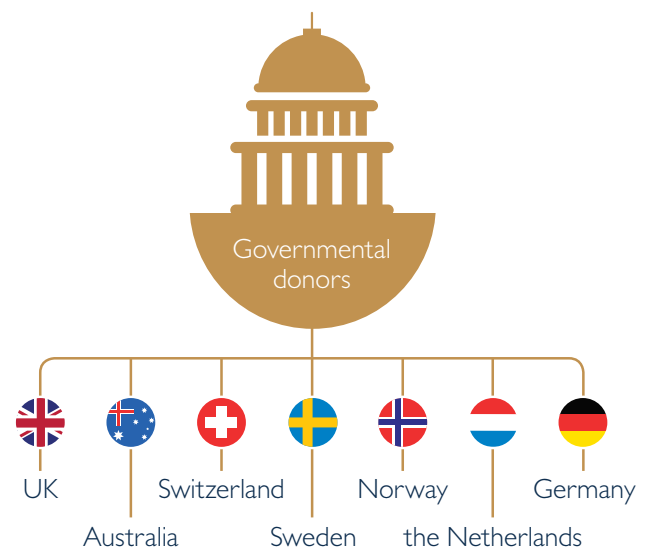 Governmental
donors
UK
Switzerland
Norway
Germany
Australia
Sweden
the Netherlands